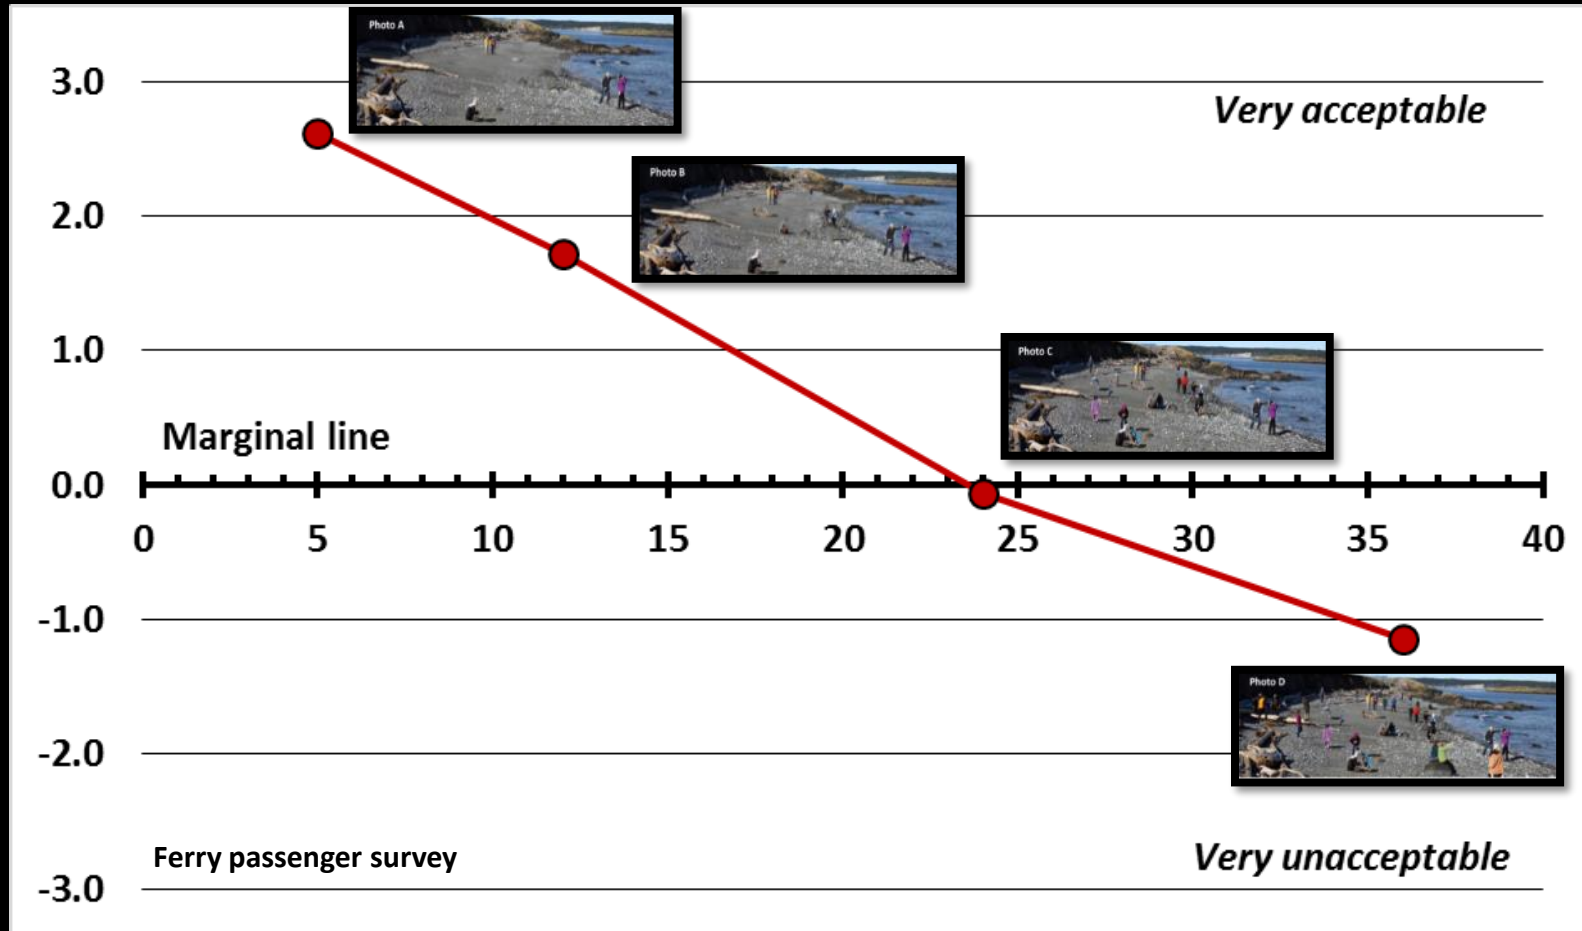 Photo A
3.0
Very acceptable
Photo B
2.0
Photo C
1.0
Marginal line
0.0
0 5 10 15 20 25 30 35 40
-1.0
Photo D
-2.0
Ferry passenger survey
Very unacceptable
-3.0